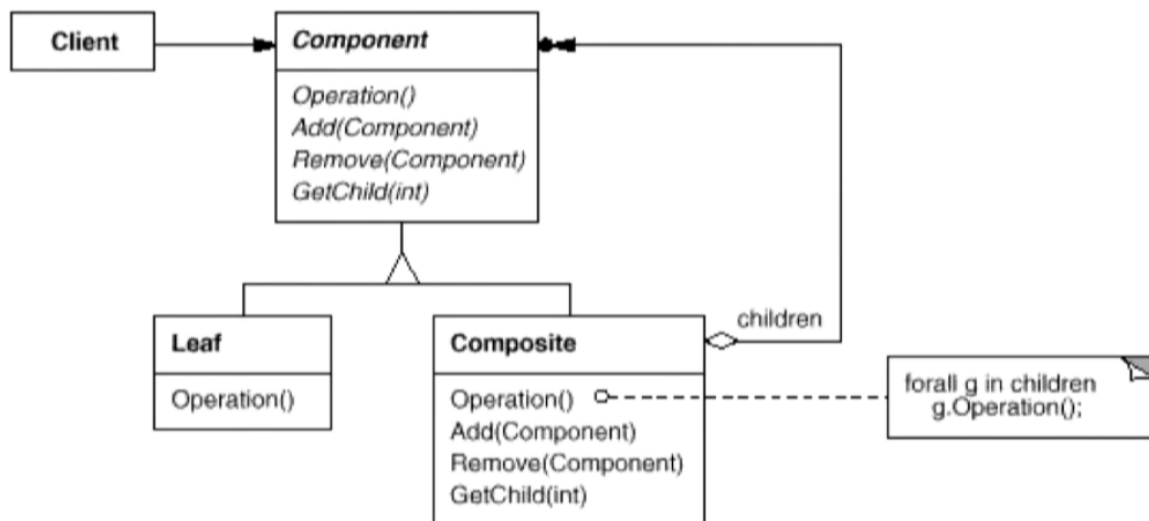 Client
Component
Operation()
Add(Component)
Remove(Component)
GetChild(int)
Leaf
Operation()
Composite
Operation()
Add(Component)
Remove(Component)
GetChild(int)
children
forall g in children
g.Operation();